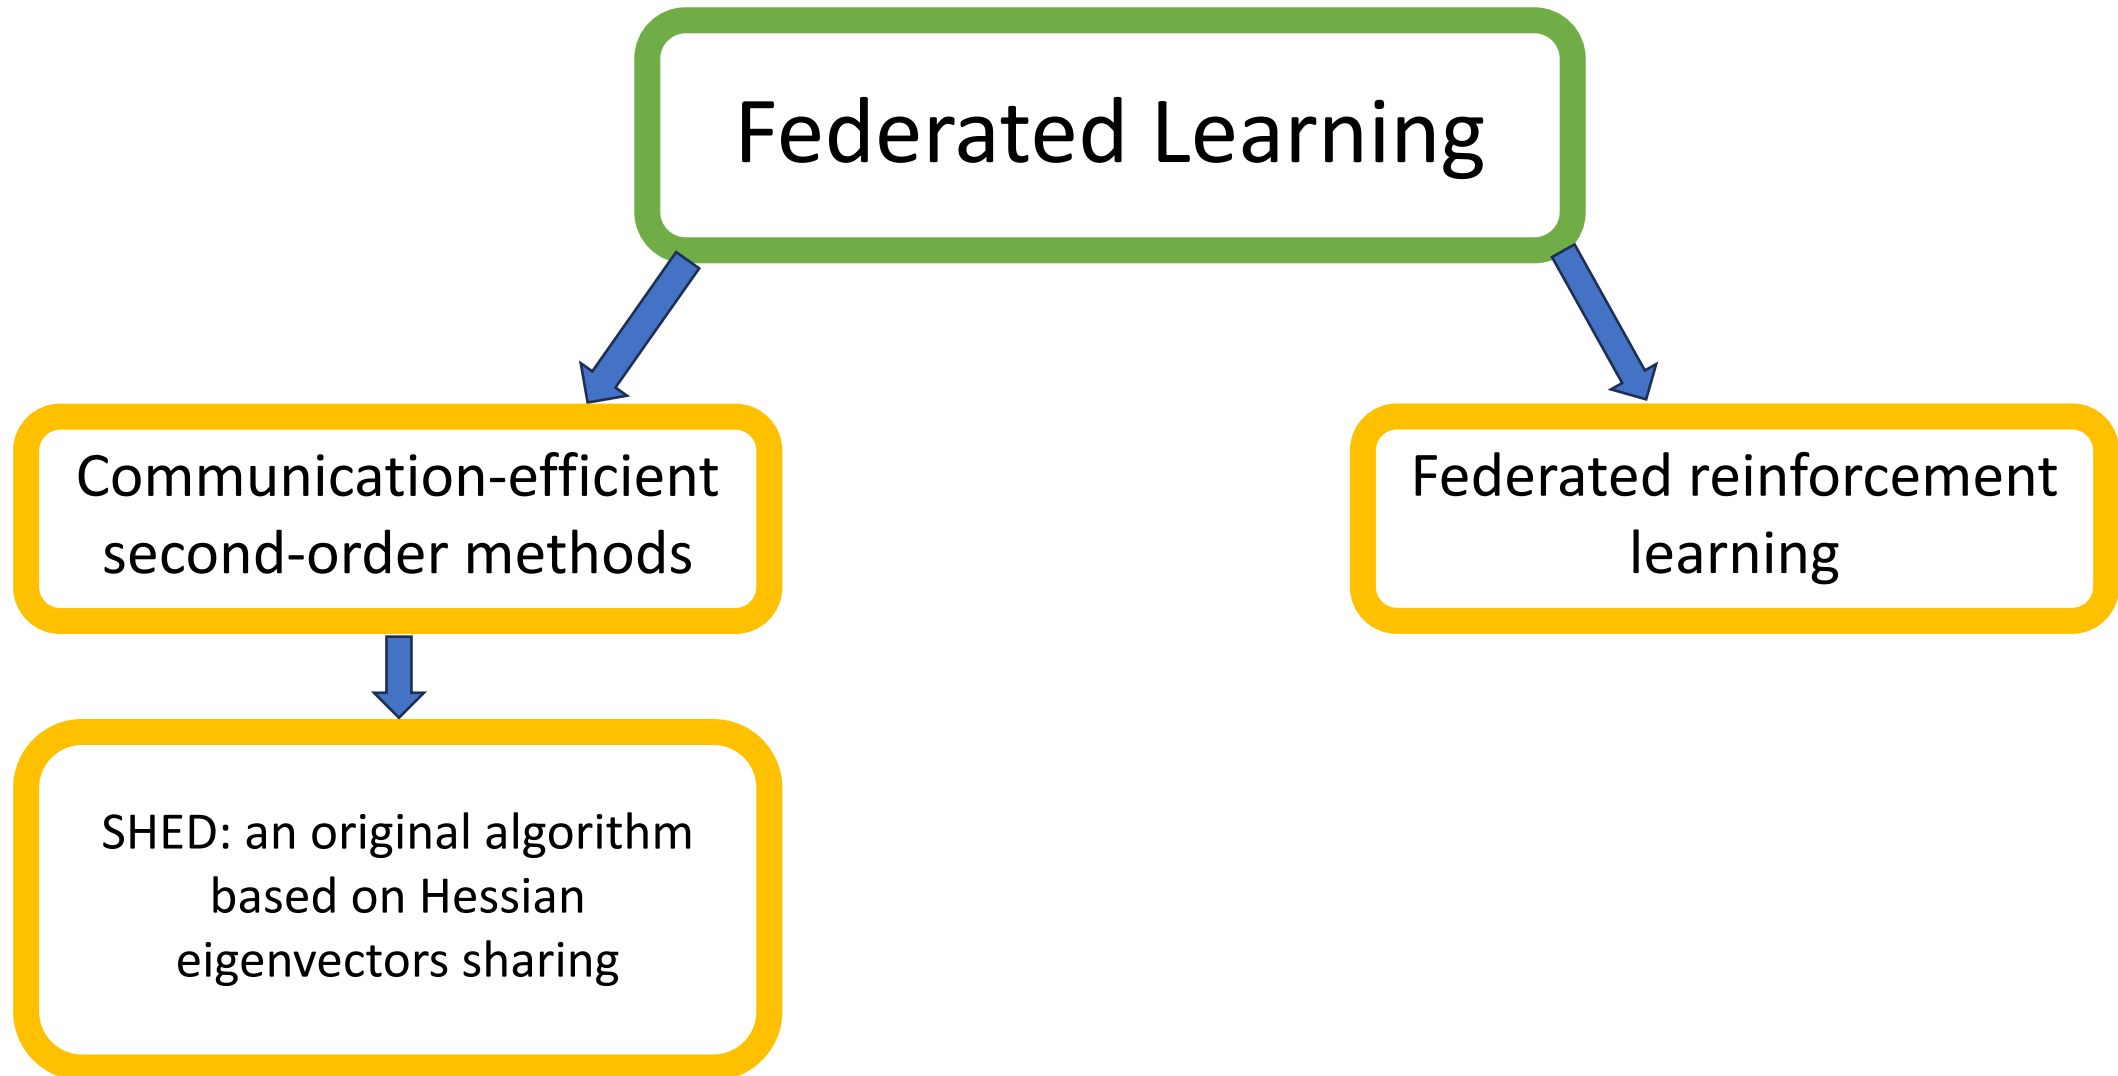 Federated Learning
Communication-efficient
second-order methods
Federated reinforcement
learning
SHED: an original algorithm
based on Hessian
eigenvectors sharing